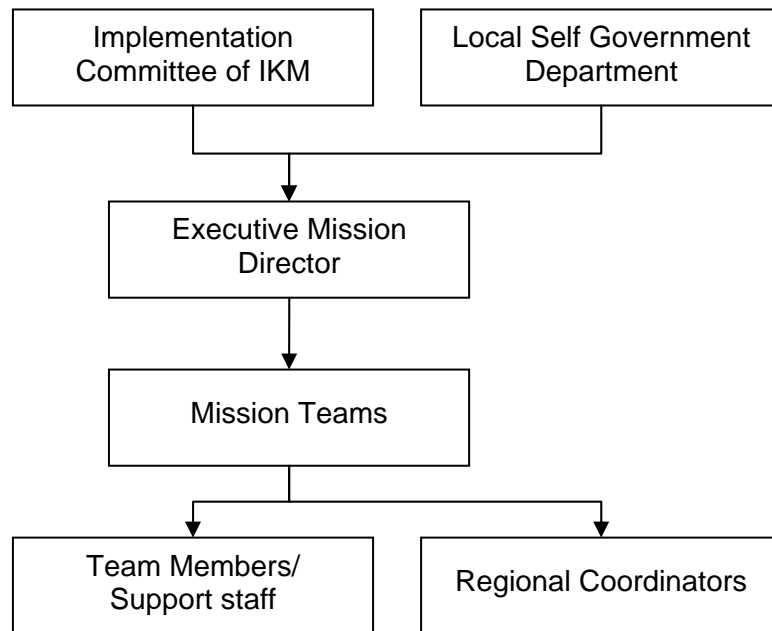 Implementation
Committee of IKM
Local Self Government
Department
Executive Mission
Director
Mission Teams
Team Members/
Support staff
Regional Coordinators